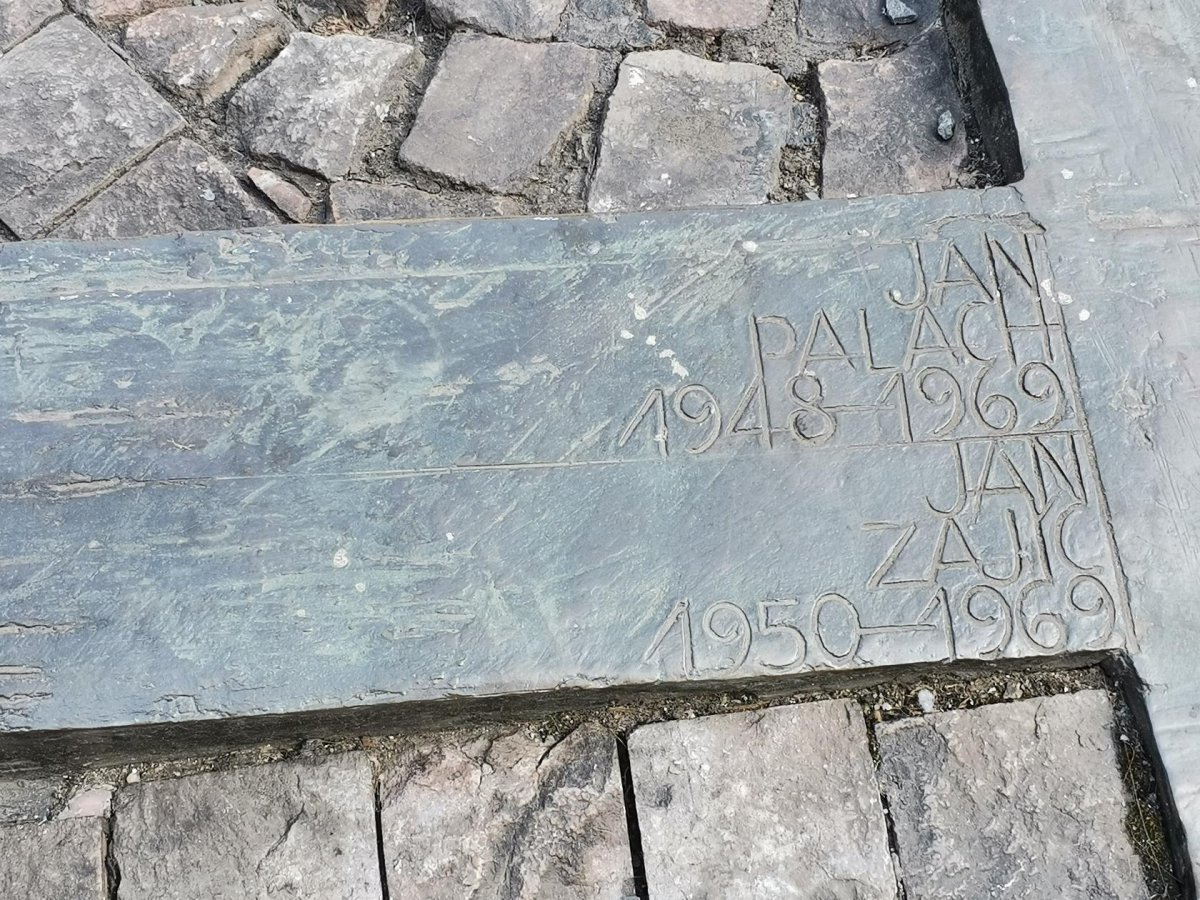 JAN
PALACH
1948-1969
JAN
ZAJÍC
1950-1969